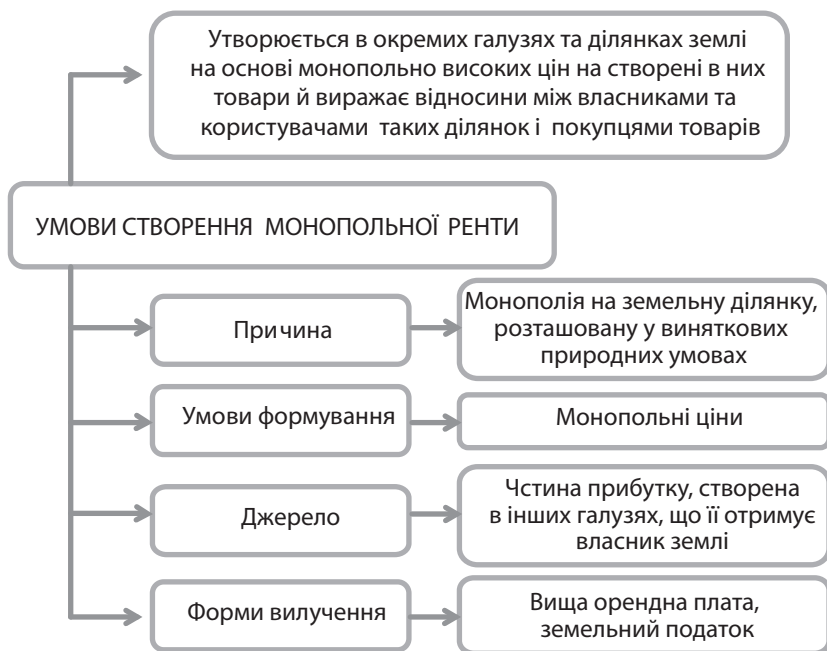 Утворюється в окремих галузях та ділянках землі
на основі монопольно високих цін на створені в них
товари й виражає відносини між власниками та
користувачами таких ділянок і покупцями товарів
УМОВИ СТВОРЕННЯ МОНОПОЛЬНОЇ РЕНТИ
Причина
Монополія на земельну ділянку,
розташовану у виняткових
природних умовах
Умови формування
Монопольні ціни
Джерело
Чстина прибутку, створена
в інших галузях, що її отримує
власник землі
Форми вилучення
Вища орендна плата,
земельний податок